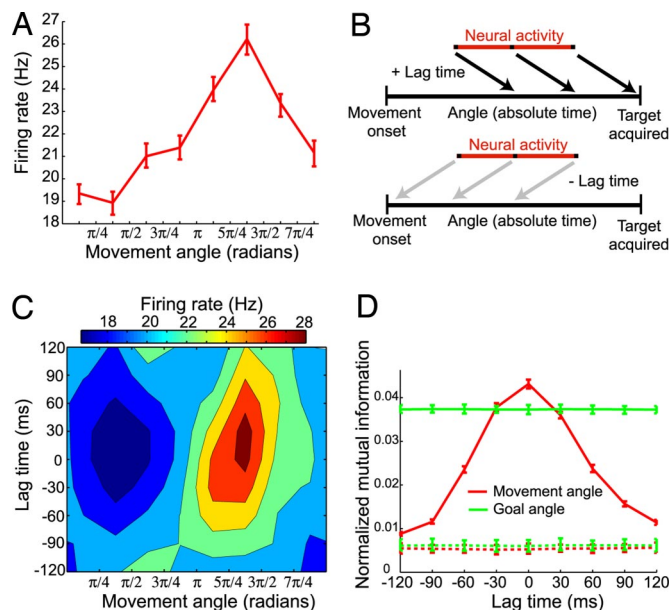 A
Firing rate (Hz)
27
26
25
24
23
22
21
20
19
18
π/4 π/2 3π/4 π 5π/4 3π/2 7π/4
Movement angle (radians)
B
Neural activity
+ Lag time
Movement onset
Angle (absolute time)
Target acquired
Neural activity
- Lag time
Movement onset
Angle (absolute time)
Target acquired
C
Firing rate (Hz)
18 20 22 24 26 28
Lag time (ms)
120
90
60
30
0
-30
-60
-90
-120
π/4 π/2 3π/4 π 5π/4 3π/2 7π/4
Movement angle (radians)
D
Normalized mutual information
0.04
0.03
0.02
0.01
0
Movement angle
Goal angle
-120 -90 -60 -30 0 30 60 90 120
Lag time (ms)